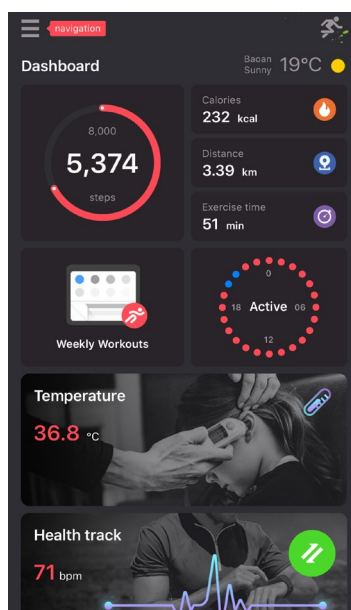 navigation
Dashboard
Baoan
Sunny
19°C
8,000
5,374
steps
Calories
232 kcal
Distance
3.39 km
Exercise time
51 min
Weekly Workouts
0
18 Active 06
12
Temperature
36.8 °C
Health track
71 bpm